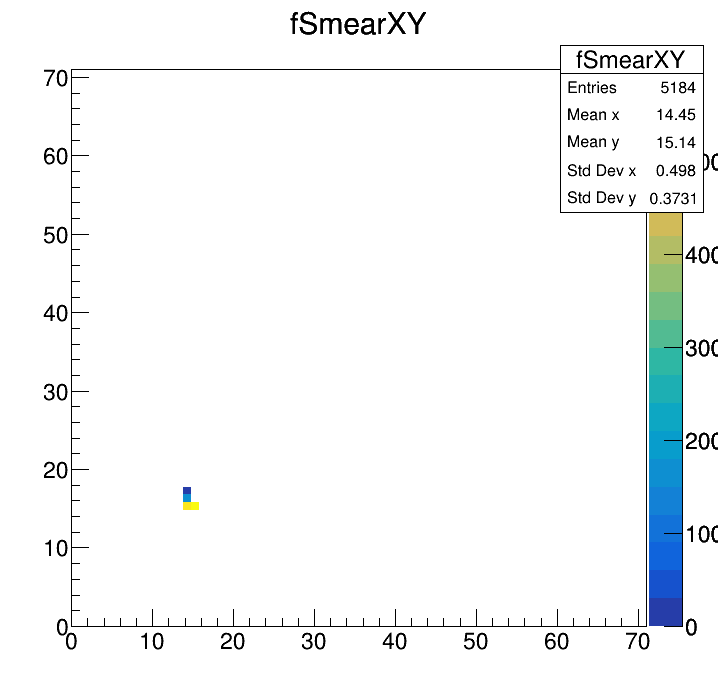 fSmearXY
fSmearXY
Entries 5184
Mean x 14.45
Mean y 15.14
Std Dev x 0.498
Std Dev y 0.3731
70
60
50
40
30
20
10
0
0 10 20 30 40 50 60 70
400
300
200
100
0